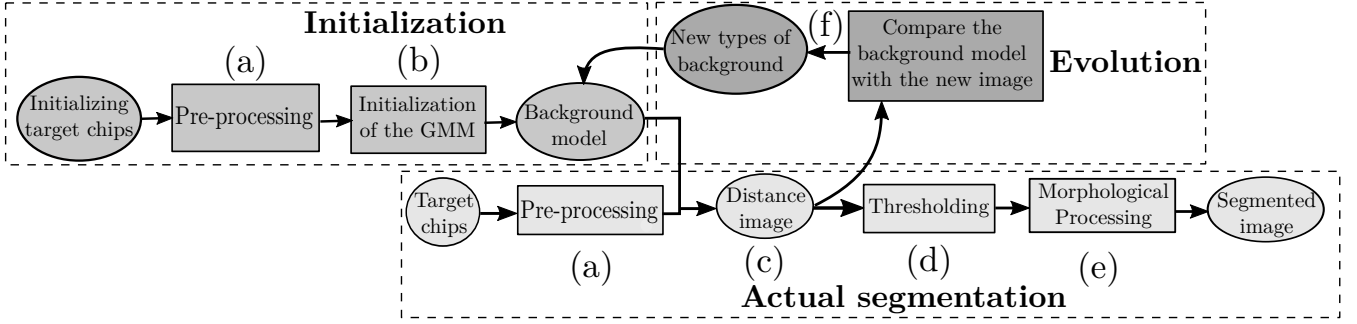 Initialization
(a)
(b)
Initializing
target chips
Pre-processing
Initialization
of the GMM
Background
model
New types of
background
(f)
Compare the
background model
with the new image
Evolution
Target
chips
Pre-processing
(a)
Distance
image
(c)
Thresholding
(d)
Morphological
Processing
(e)
Segmented
image
Actual segmentation